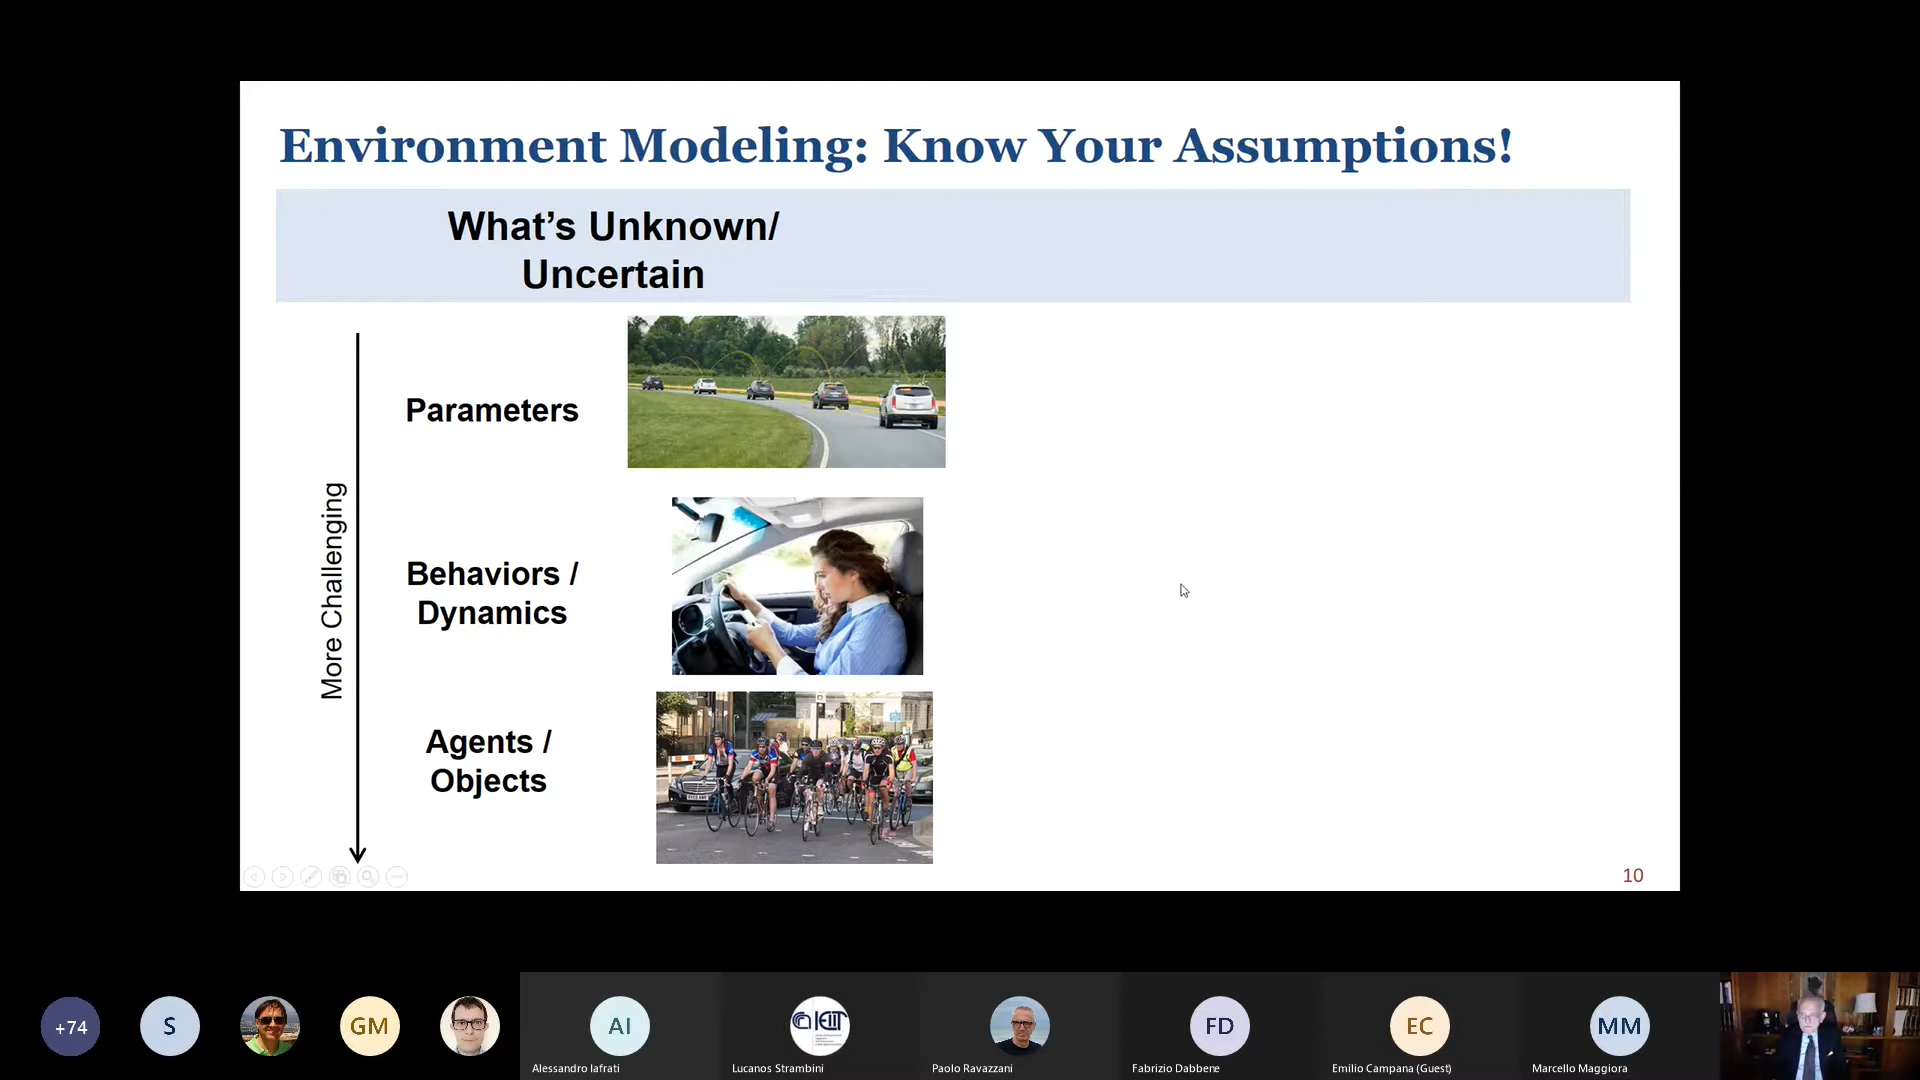 Environment Modeling: Know Your Assumptions!
What's Unknown/
Uncertain
More Challenging
Parameters
Behaviors /
Dynamics
Agents /
Objects
10
+74
S
GM
AI
Alessandro Iafrati
IEIIT
Lucanos Strambini
Paolo Ravazzani
FD
Fabrizio Dabbene
EC
Emilio Campana (Guest)
MM
Marcello Maggiora